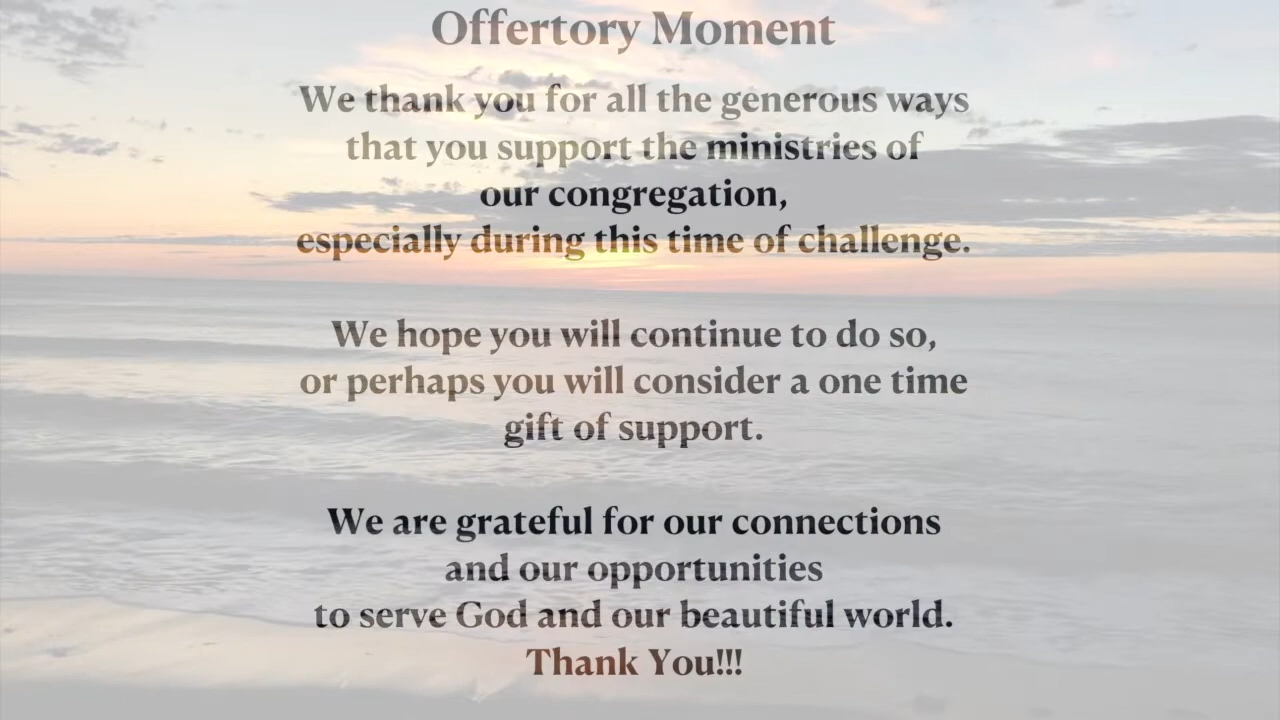 Offertory Moment
We thank you for all the generous ways
that you support the ministries of
our congregation,
especially during this time of challenge.
We hope you will continue to do so,
or perhaps you will consider a one time
gift of support.
We are grateful for our connections
and our opportunities
to serve God and our beautiful world.
Thank You!!!